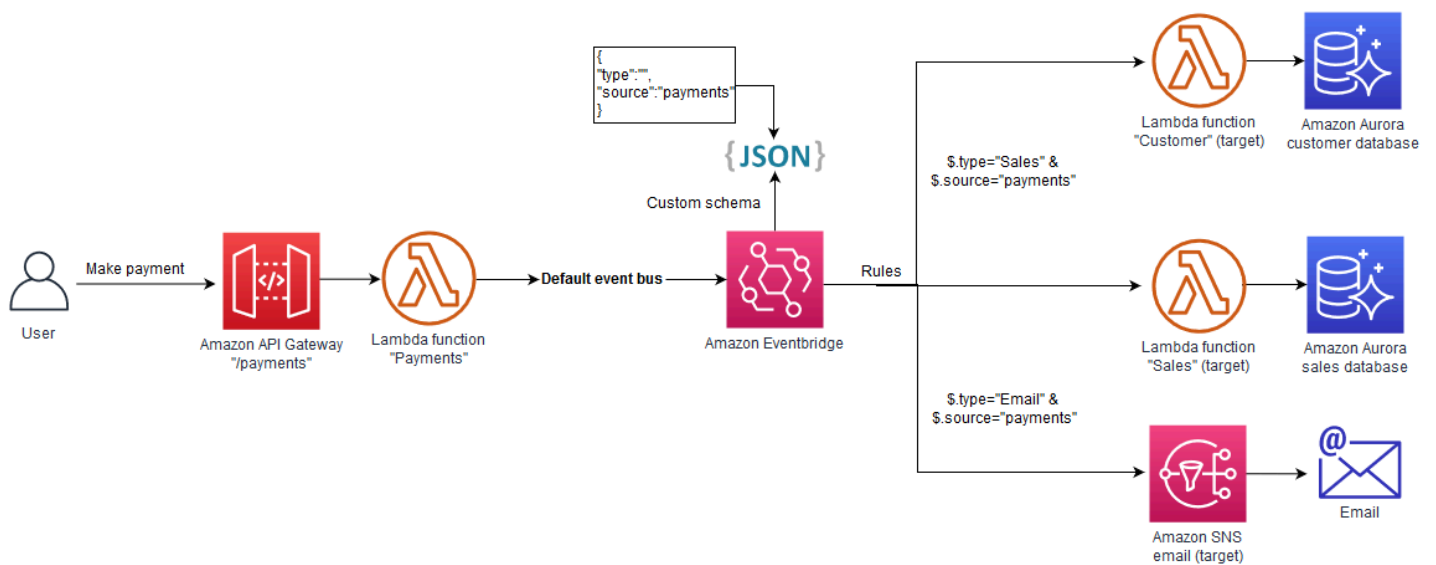 {
"type":"",
"source":"payments"
}
{JSON}
Custom schema
Make payment
User
</>
Amazon API Gateway
"/payments"
Lambda function
"Payments"
Default event bus
Amazon Eventbridge
Rules
$.type="Sales" &
$.source="payments"
$.type="Email" &
$.source="payments"
Lambda function
"Customer" (target)
Amazon Aurora
customer database
Lambda function
"Sales" (target)
Amazon Aurora
sales database
Amazon SNS
email (target)
@
Email